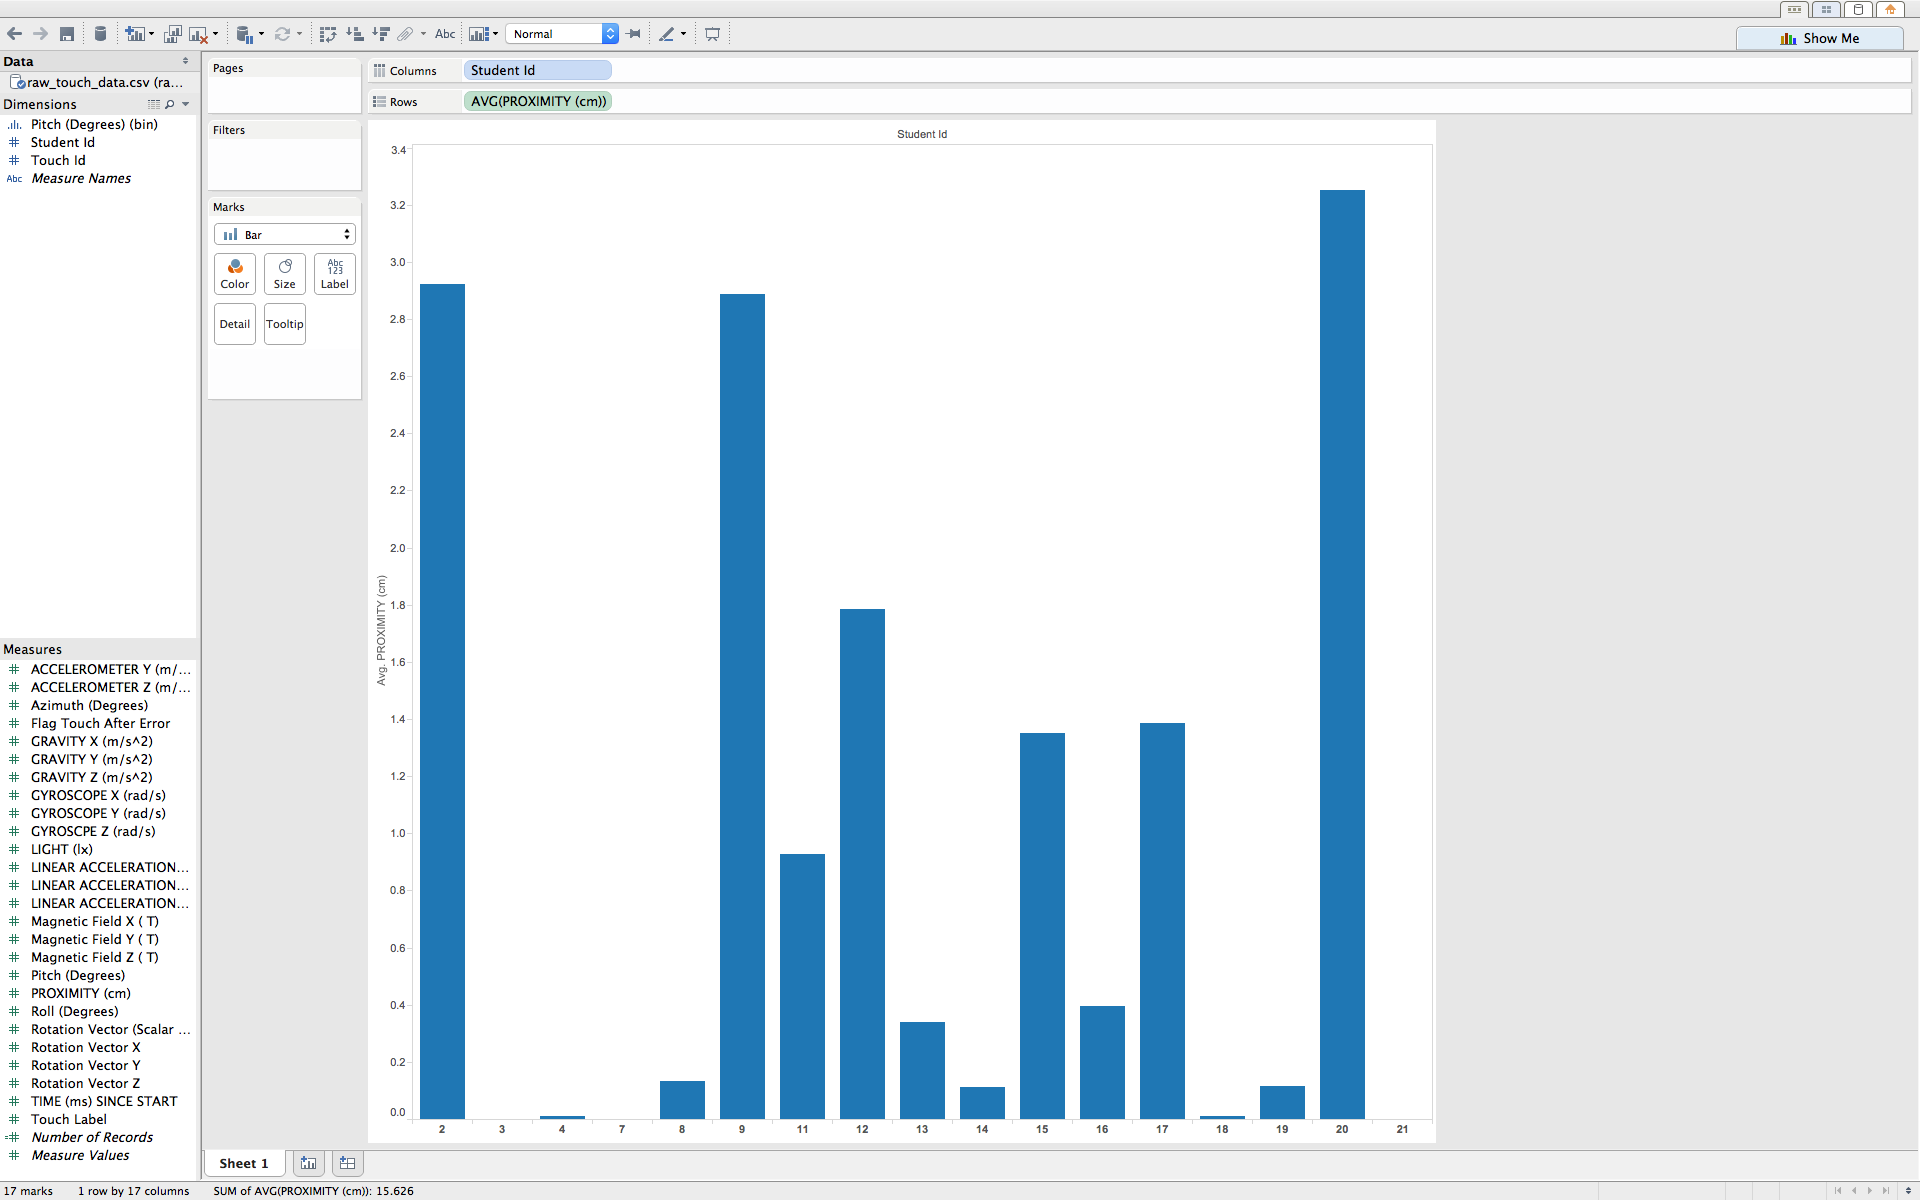 Abc
Normal
Show Me
Data
raw_touch_data.csv (ra...
Dimensions
Pitch (Degrees) (bin)
Student Id
Touch Id
Abc Measure Names
Measures
ACCELEROMETER Y (m/...
ACCELEROMETER Z (m/...
Azimuth (Degrees)
Flag Touch After Error
GRAVITY X (m/s^2)
GRAVITY Y (m/s^2)
GRAVITY Z (m/s^2)
GYROSCOPE X (rad/s)
GYROSCOPE Y (rad/s)
GYROSCPE Z (rad/s)
LIGHT (lx)
LINEAR ACCELERATION...
LINEAR ACCELERATION...
LINEAR ACCELERATION...
Magnetic Field X ( T)
Magnetic Field Y ( T)
Magnetic Field Z ( T)
Pitch (Degrees)
PROXIMITY (cm)
Roll (Degrees)
Rotation Vector (Scalar ...
Rotation Vector X
Rotation Vector Y
Rotation Vector Z
TIME (ms) SINCE START
Touch Label
Number of Records
Measure Values
Pages
Filters
Marks
Bar
Color
Size
Abc
123
Label
Detail
Tooltip
Columns Student Id
Rows AVG(PROXIMITY (cm))
Student Id
Avg. PROXIMITY (cm)
3.4
3.2
3.0
2.8
2.6
2.4
2.2
2.0
1.8
1.6
1.4
1.2
1.0
0.8
0.6
0.4
0.2
0.0
2 3 4 7 8 9 11 12 13 14 15 16 17 18 19 20 21
Sheet 1
17 marks 1 row by 17 columns SUM of AVG(PROXIMITY (cm)): 15.626